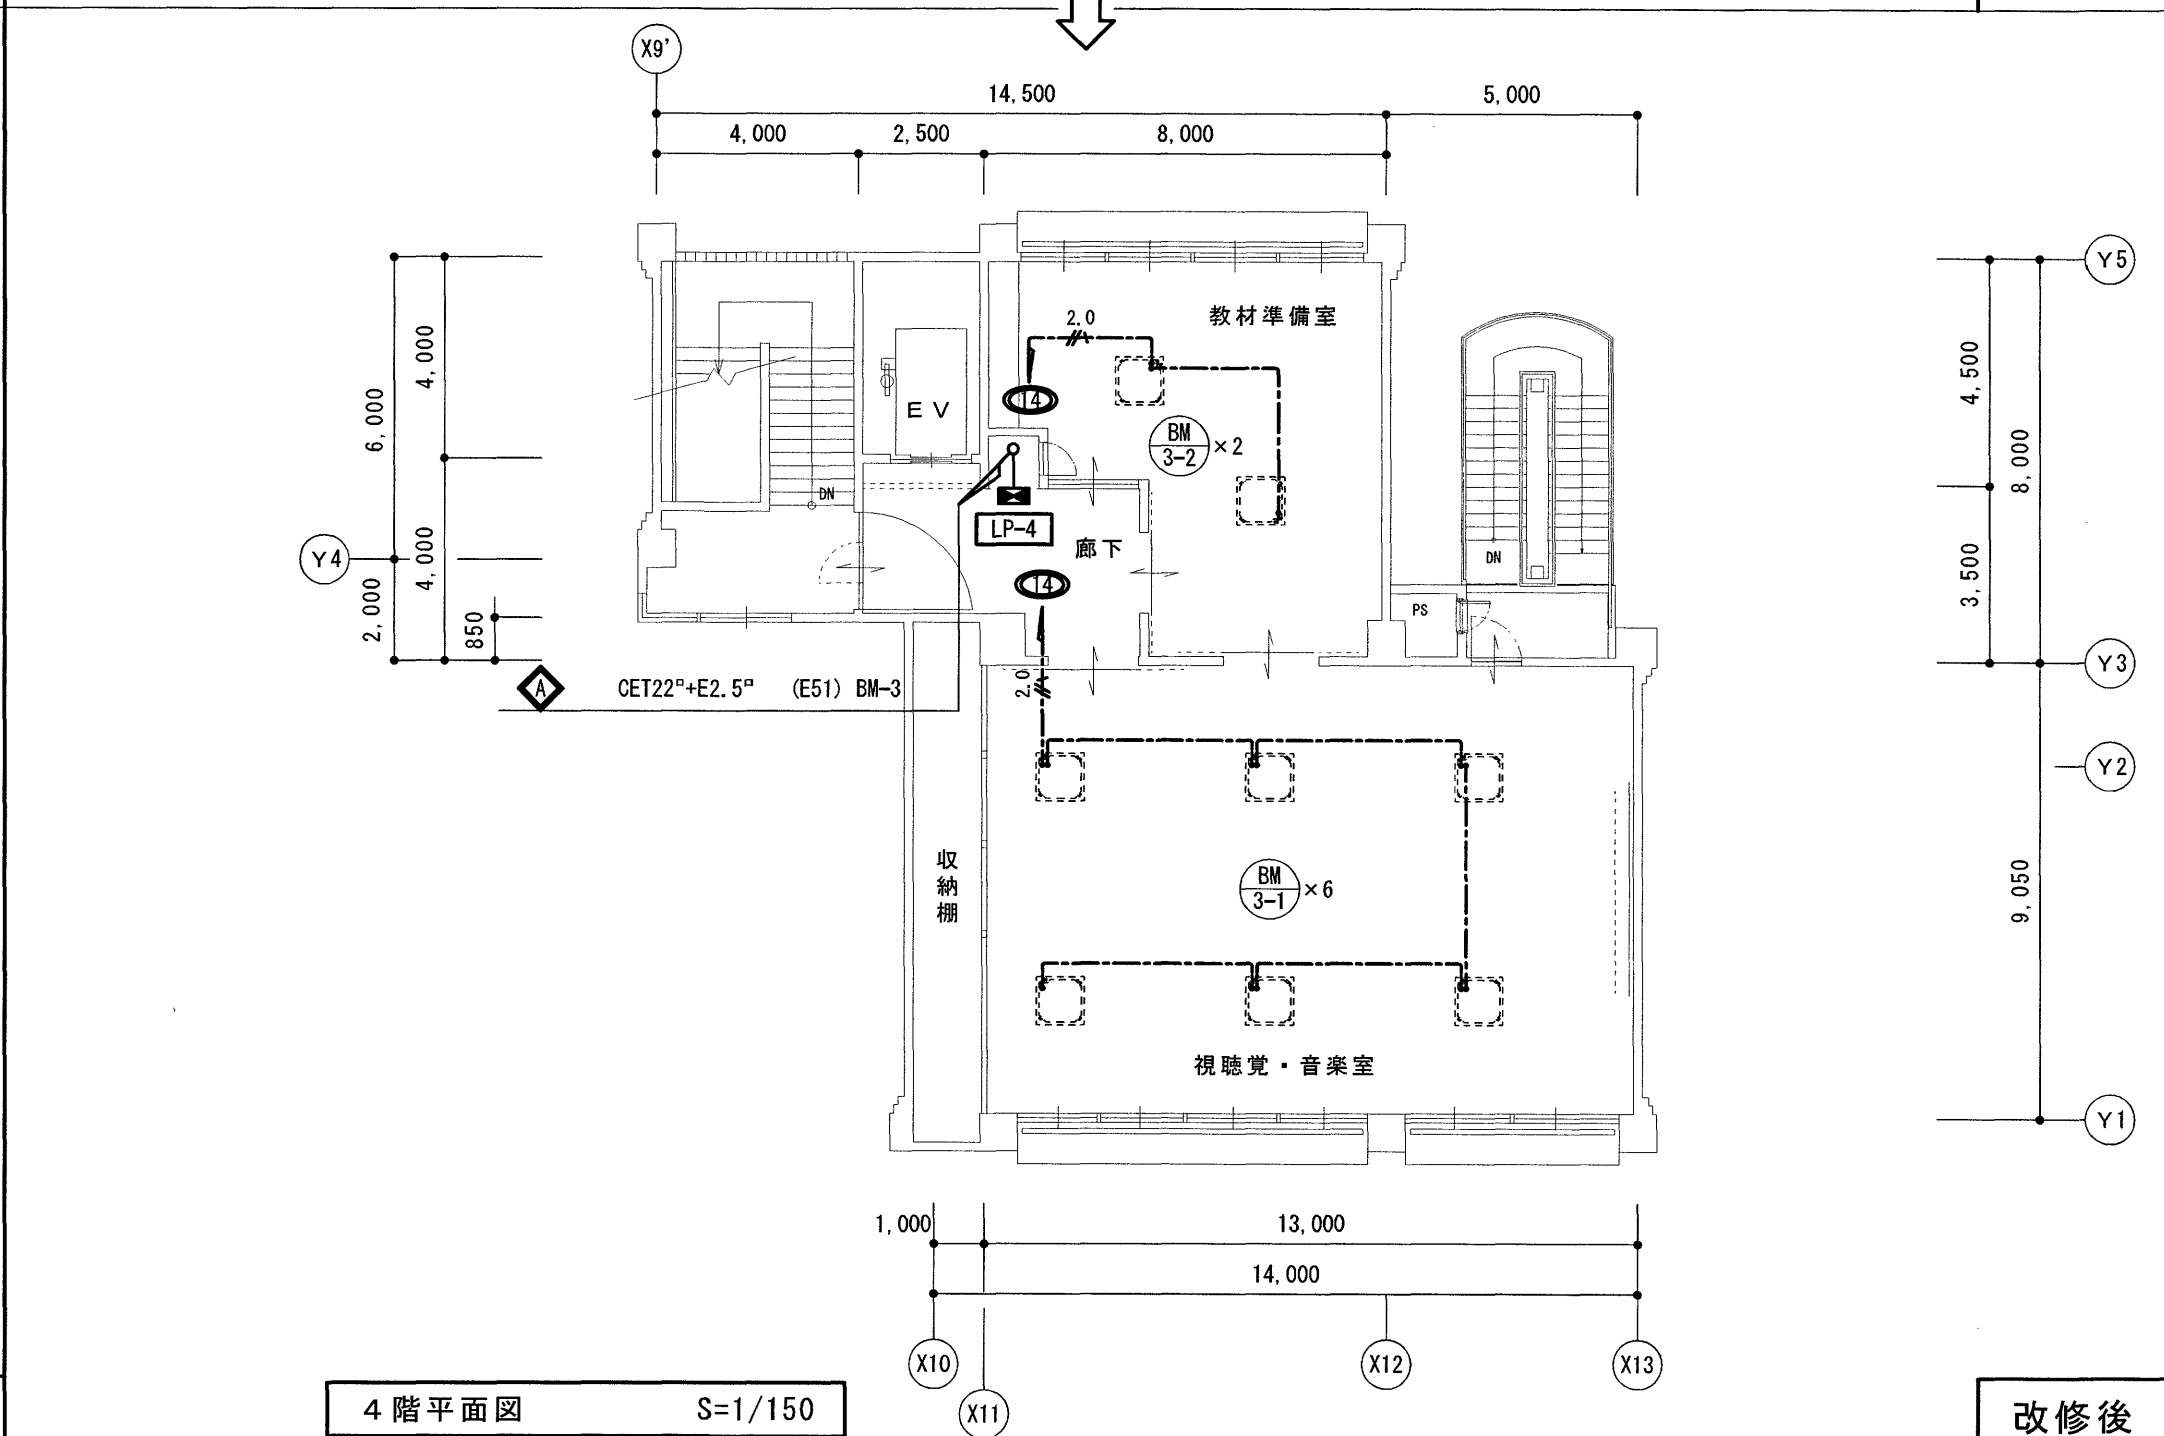 X9'
14,500
5,000
4,000
2,500
8,000
Y5
教材準備室
2.0
14
EV
BM
3-2
×2
DN
LP-4
廊下
14
DN
PS
6,000
4,000
4,000
2,000
850
Y4
4,500
8,000
3,500
Y3
A
CET22□+E2.5□ (E51) BM-3
2.0
Y2
収納棚
BM
3-1
×6
9,050
視聴覚・音楽室
Y1
1,000
13,000
14,000
X10
X12
X13
X11
4階平面図 S=1/150
改修後